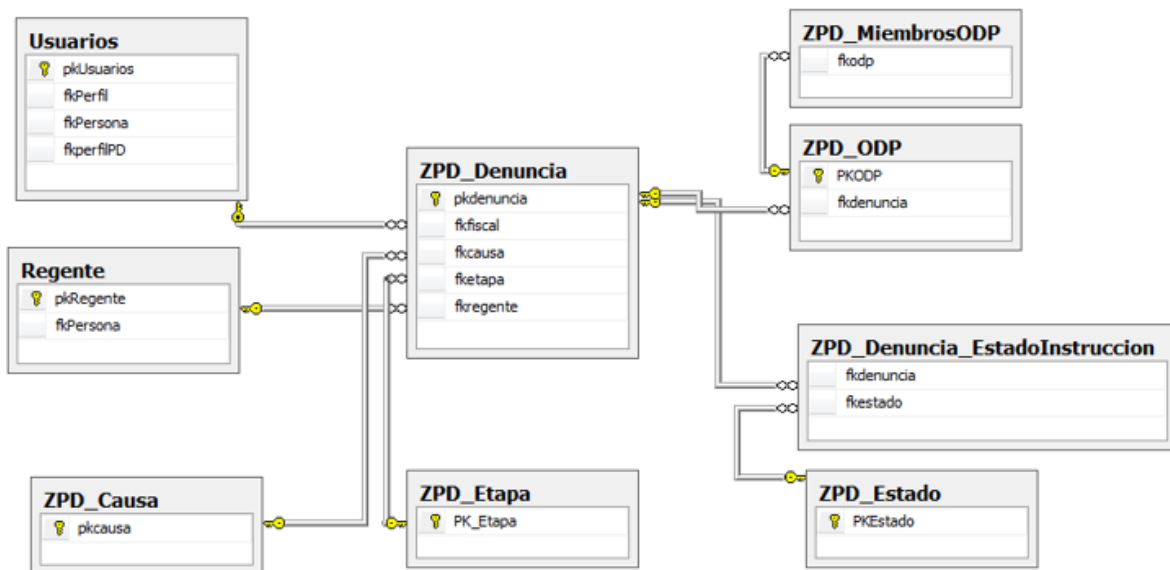 Usuarios
pkUsuarios
fkPerfil
fkPersona
fkperfilPD
Regente
pkRegente
fkPersona
ZPD_Causa
pkcausa
ZPD_Denuncia
pkdenuncia
fkfiscal
fkcausa
fketapa
fkregente
ZPD_Etapa
PK_Etapa
ZPD_MiembrosODP
fkodp
ZPD_ODP
PKODP
fkdenuncia
ZPD_Denuncia_EstadoInstruccion
fkdenuncia
fkestado
ZPD_Estado
PKEstado